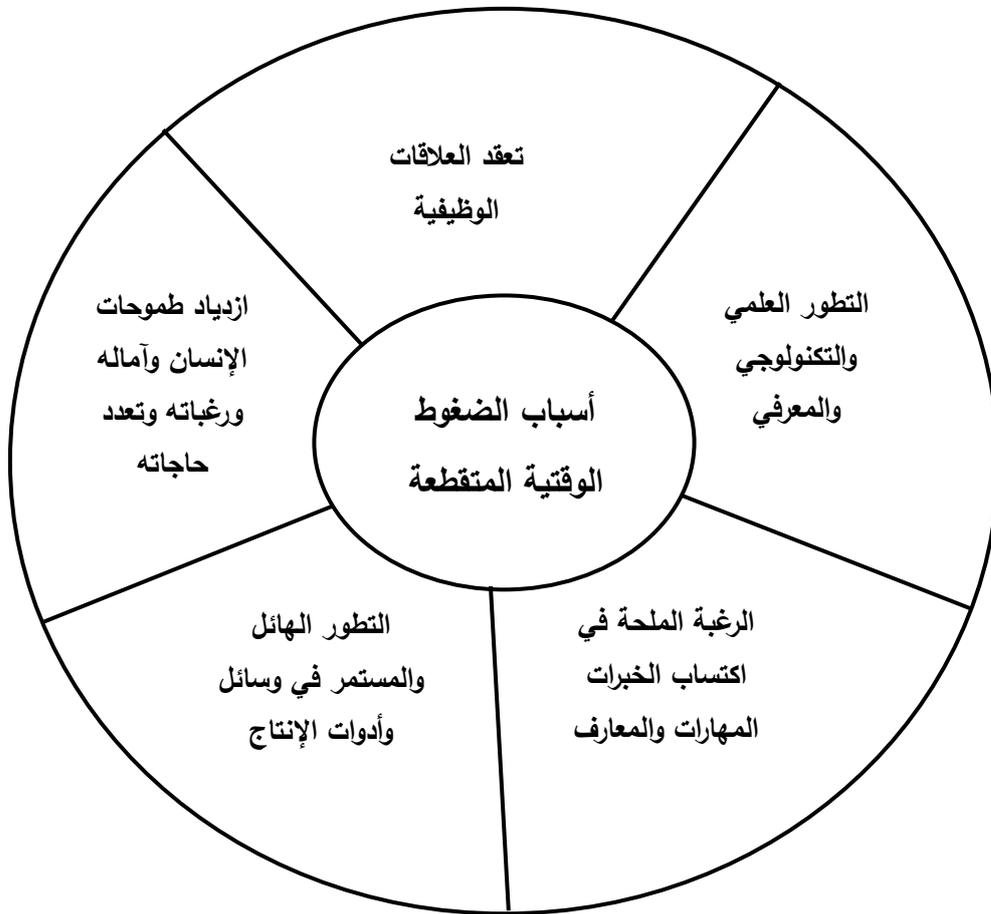 تعقد العلاقات
الوظيفية
التطور العلمي
والتكنولوجي
والمعرفي
ازدياد طموحات
الإنسان وآماله
ورغباته وتعدد
حاجاته
أسباب الضغوط
الوقتية المتقطعة
الرغبة الملحة في
اكتساب الخبرات
المهارات والمعارف
التطور الهائل
والمستمر في وسائل
وأدوات الإنتاج